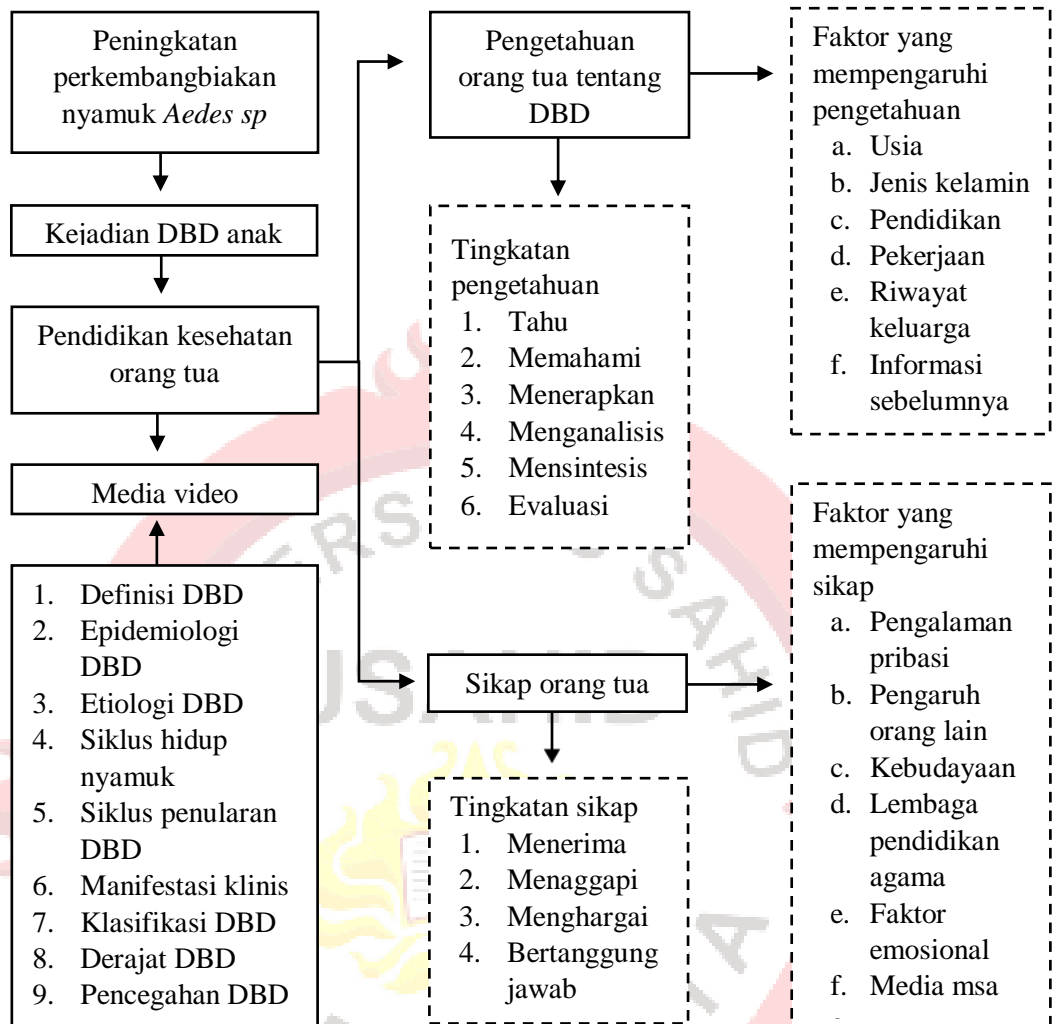 Peningkatan
perkembangbiakan
nyamuk Aedes sp
Kejadian DBD anak
Pendidikan kesehatan
orang tua
Media video
1. Definisi DBD
2. Epidemiologi
DBD
3. Etiologi DBD
4. Siklus hidup
nyamuk
5. Siklus penularan
DBD
6. Manifestasi klinis
7. Klasifikasi DBD
8. Derajat DBD
9. Pencegahan DBD
Pengetahuan
orang tua tentang
DBD
Tingkatan
pengetahuan
1. Tahu
2. Memahami
3. Menerapkan
4. Menganalisis
5. Mensintesis
6. Evaluasi
Sikap orang tua
Tingkatan sikap
1. Menerima
2. Menaggapi
3. Menghargai
4. Bertanggung
jawab
Faktor yang
mempengaruhi
pengetahuan
a. Usia
b. Jenis kelamin
c. Pendidikan
d. Pekerjaan
e. Riwayat
keluarga
f. Informasi
sebelumnya
Faktor yang
mempengaruhi
sikap
a. Pengalaman
pribasi
b. Pengaruh
orang lain
c. Kebudayaan
d. Lembaga
pendidikan
agama
e. Faktor
emosional
f. Media msa
USAHID
SAHID